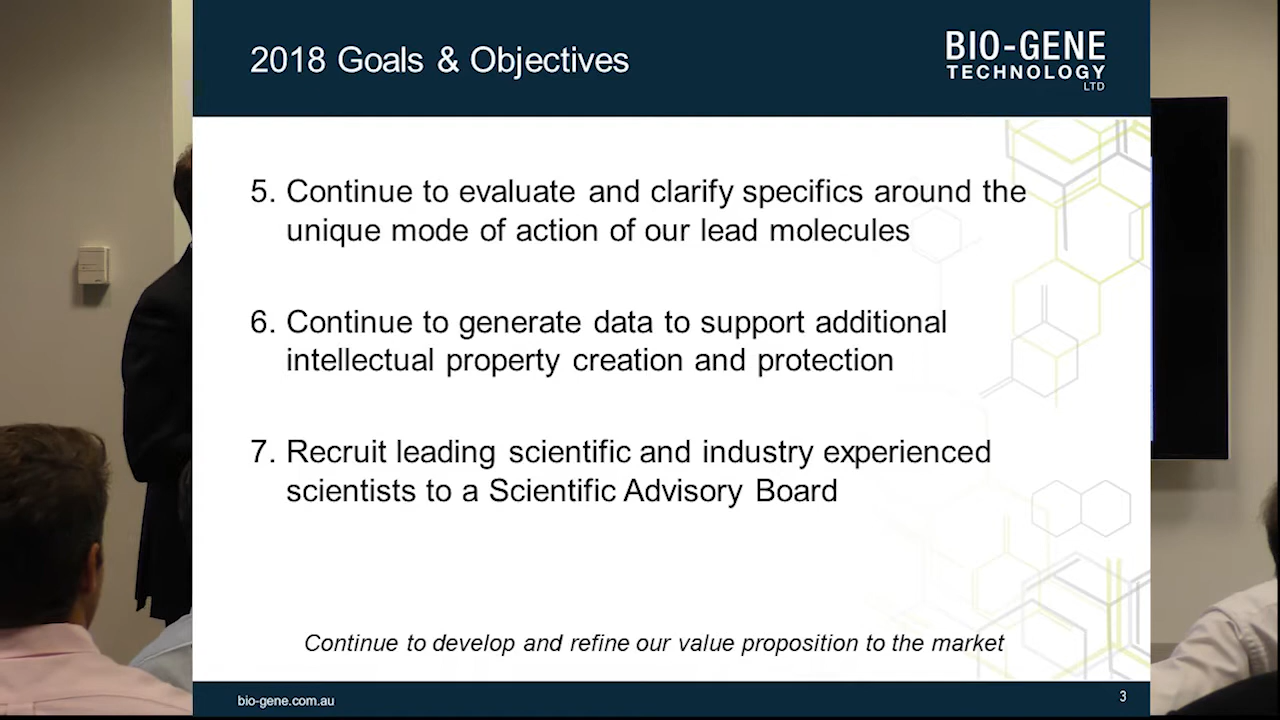 2018 Goals & Objectives
BIO-GENE
TECHNOLOGY
LTD
5. Continue to evaluate and clarify specifics around the
unique mode of action of our lead molecules
6. Continue to generate data to support additional
intellectual property creation and protection
7. Recruit leading scientific and industry experienced
scientists to a Scientific Advisory Board
Continue to develop and refine our value proposition to the market
bio-gene.com.au
3